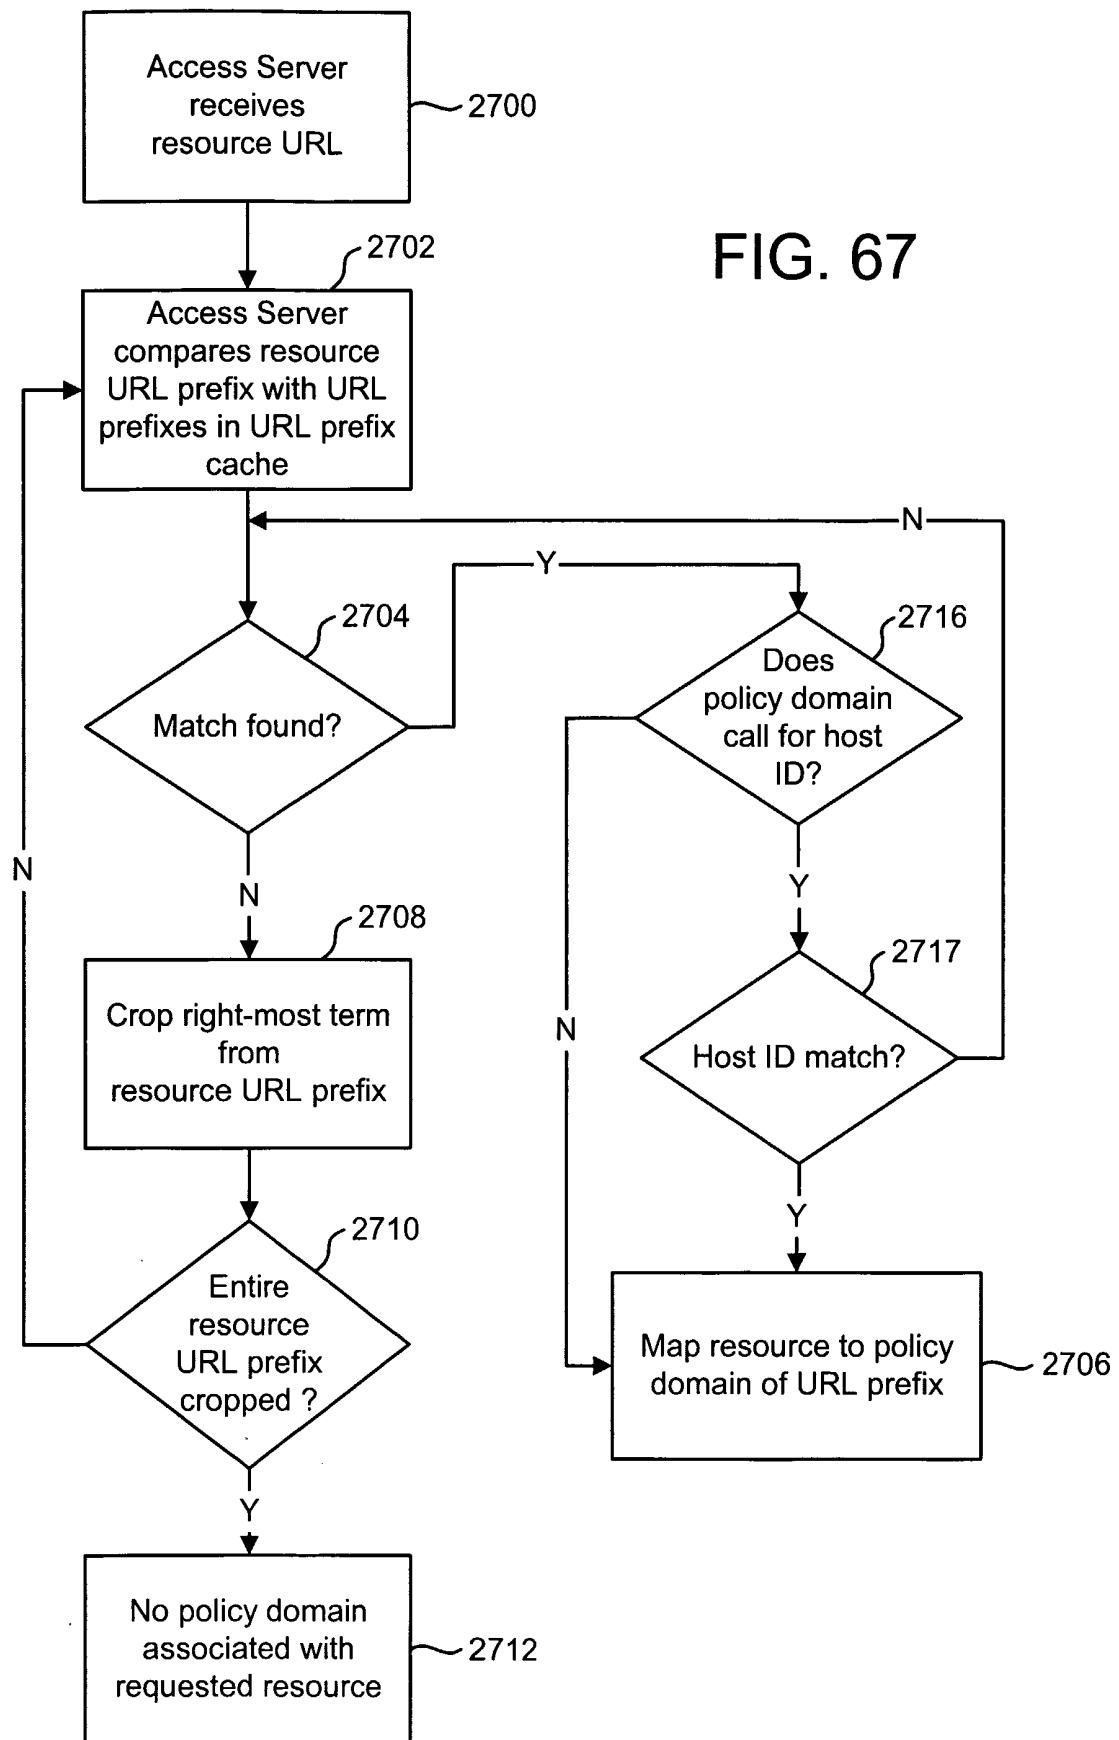 Access Server
receives
resource URL
2700
FIG. 67
2702
Access Server
compares resource
URL prefix with URL
prefixes in URL prefix
cache
N
Y
2704
Match found?
2716
Does
policy domain
call for host
ID?
N
N
Y
2708
Crop right-most term
from
resource URL prefix
2717
Host ID match?
N
Y
2710
Entire
resource
URL prefix
cropped ?
Map resource to policy
domain of URL prefix
2706
Y
No policy domain
associated with
requested resource
2712